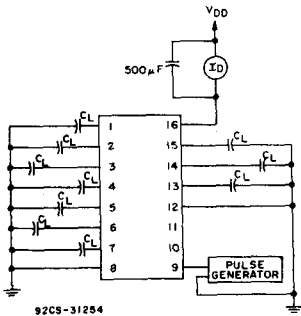 VDD
500µF
ID
CL 1 16
CL 2 15 CL
CL 3 14 CL
CL 4 13 CL
CL 5 12
CL 6 11
CL 7 10
8 9
PULSE
GENERATOR
92CS-31254